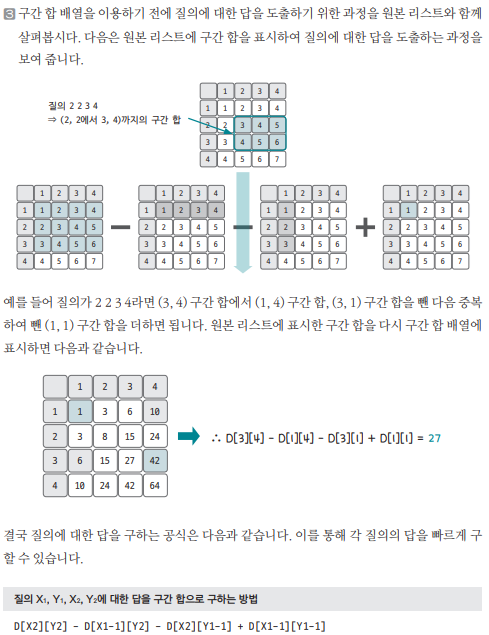 3 구간 합 배열을 이용하기 전에 질의에 대한 답을 도출하기 위한 과정을 원본 리스트와 함께
살펴봅시다. 다음은 원본 리스트에 구간 합을 표시하여 질의에 대한 답을 도출하는 과정을
보여 줍니다.
질의 2 2 3 4
⇒ (2, 2에서 3, 4)까지의 구간 합
1 2 3 4
1 1 2 3 4
2 2 3 4 5
3 3 4 5 6
4 4 5 6 7
1 2 3 4
1 1 2 3 4
2 2 3 4 5
3 3 4 5 6
4 4 5 6 7
−
1 2 3 4
1 1 2 3 4
2 2 3 4 5
3 3 4 5 6
4 4 5 6 7
−
1 2 3 4
1 1 2 3 4
2 2 3 4 5
3 3 4 5 6
4 4 5 6 7
+
1 2 3 4
1 1 2 3 4
2 2 3 4 5
3 3 4 5 6
4 4 5 6 7
예를 들어 질의가 2 2 3 4라면 (3, 4) 구간 합에서 (1, 4) 구간 합, (3, 1) 구간 합을 뺀 다음 중복
하여 뺀 (1, 1) 구간 합을 더하면 됩니다. 원본 리스트에 표시한 구간 합을 다시 구간 합 배열에
표시하면 다음과 같습니다.
1 2 3 4
1 1 3 6 10
2 3 8 15 24
3 6 15 27 42
4 10 24 42 64
∴ D[3][4] - D[1][4] - D[3][1] + D[1][1] = 27
결국 질의에 대한 답을 구하는 공식은 다음과 같습니다. 이를 통해 각 질의의 답을 빠르게 구
할 수 있습니다.
질의 X1, Y1, X2, Y2에 대한 답을 구간 합으로 구하는 방법
D[X2][Y2] - D[X1-1][Y2] - D[X2][Y1-1] + D[X1-1][Y1-1]